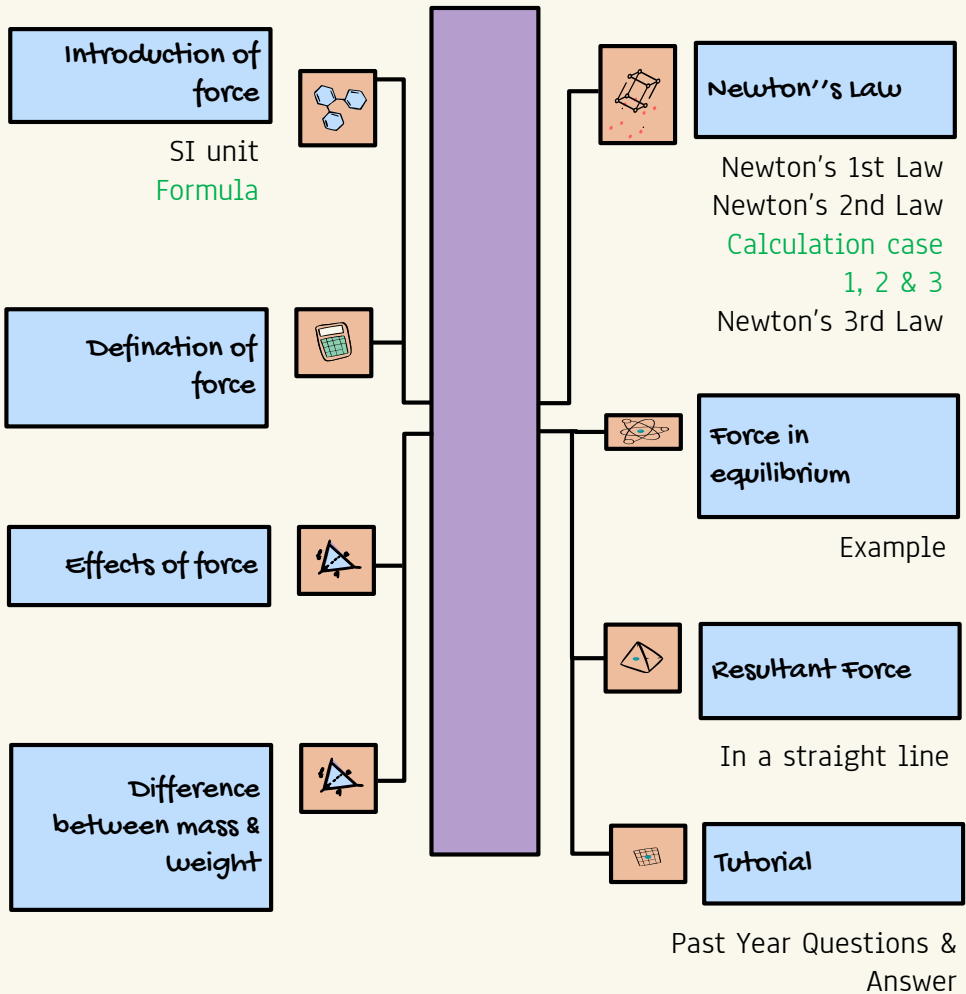 Introduction of
force
SI unit
Formula
Defination of
force
Effects of force
Difference
between mass &
weight
Newton''s Law
Newton's 1st Law
Newton's 2nd Law
Calculation case
1, 2 & 3
Newton's 3rd Law
Force in
equilibrium
Example
Resultant Force
In a straight line
Tutorial
Past Year Questions &
Answer